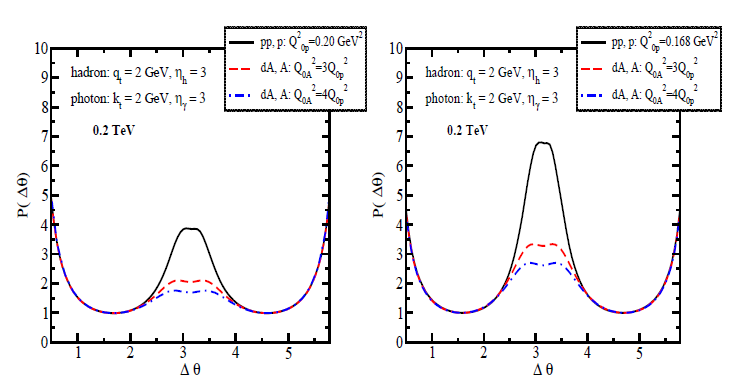 pp, p: Q²₀ₚ=0.20 GeV²
dA, A: Q₀A²=3Q₀ₚ²
dA, A: Q₀A²=4Q₀ₚ²
hadron: qₜ = 2 GeV, ηₕ = 3
photon: kₜ = 2 GeV, ηᵧ = 3
0.2 TeV
P( Δθ)
10
9
8
7
6
5
4
3
2
1
0
1 2 3 4 5
Δ θ
pp, p: Q²₀ₚ=0.168 GeV²
dA, A: Q₀A²=3Q₀ₚ²
dA, A: Q₀A²=4Q₀ₚ²
hadron: qₜ = 2 GeV, ηₕ = 3
photon: kₜ = 2 GeV, ηᵧ = 3
0.2 TeV
P( Δθ)
10
9
8
7
6
5
4
3
2
1
0
1 2 3 4 5
Δ θ